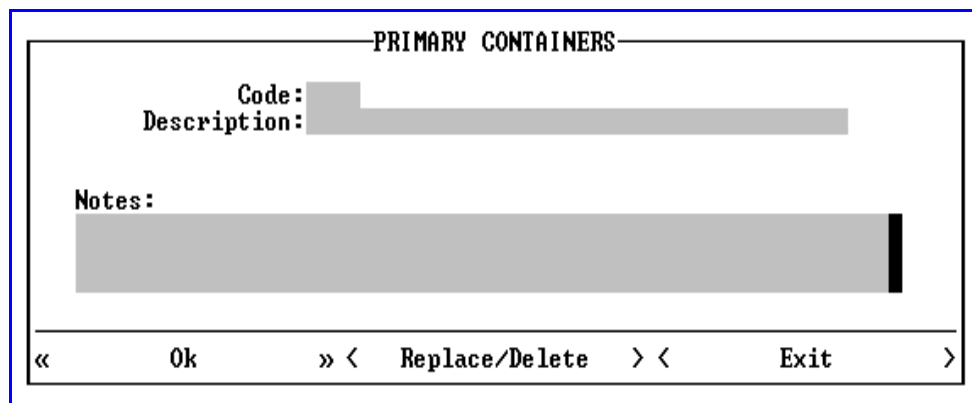 PRIMARY CONTAINERS
Code:
Description:
Notes:
« Ok » < Replace/Delete > < Exit >